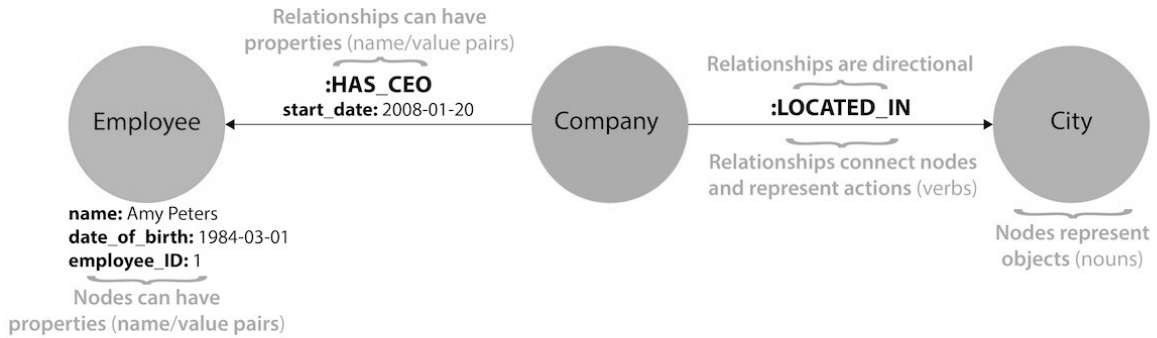 Relationships can have
properties (name/value pairs)
:HAS_CEO
start_date: 2008-01-20
Relationships are directional
:LOCATED_IN
Employee
Company
City
Relationships connect nodes
and represent actions (verbs)
name: Amy Peters
date_of_birth: 1984-03-01
employee_ID: 1
Nodes can have
properties (name/value pairs)
Nodes represent
objects (nouns)